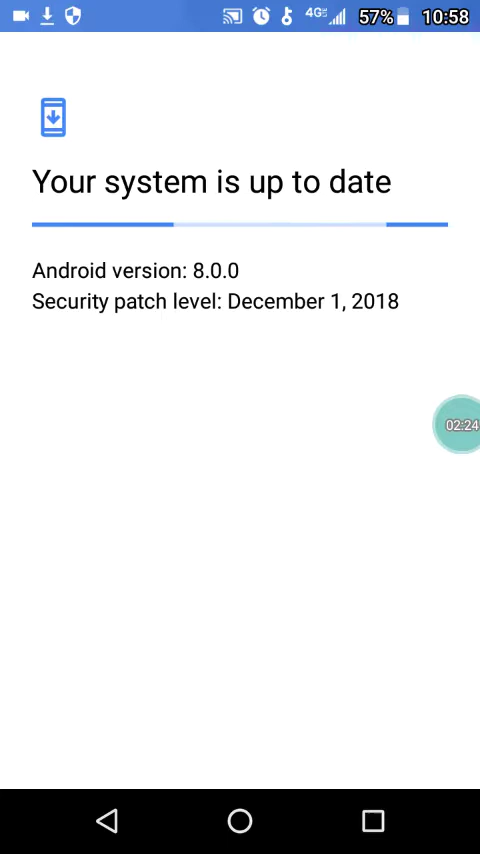 4G 57% 10:58
Your system is up to date
Android version: 8.0.0
Security patch level: December 1, 2018
02:24